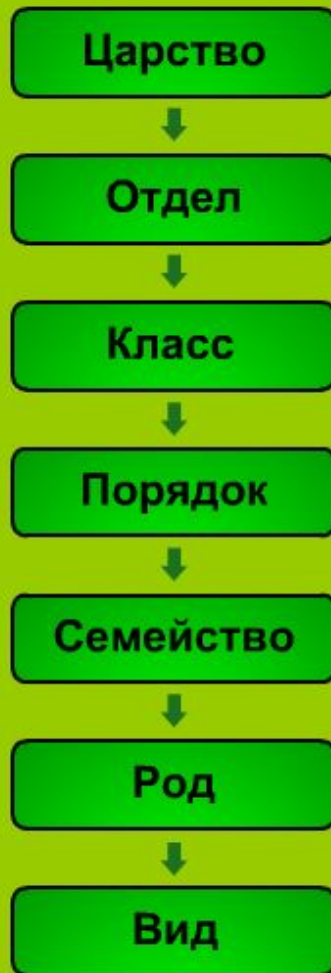 Царство
Отдел
Класс
Порядок
Семейство
Род
Вид